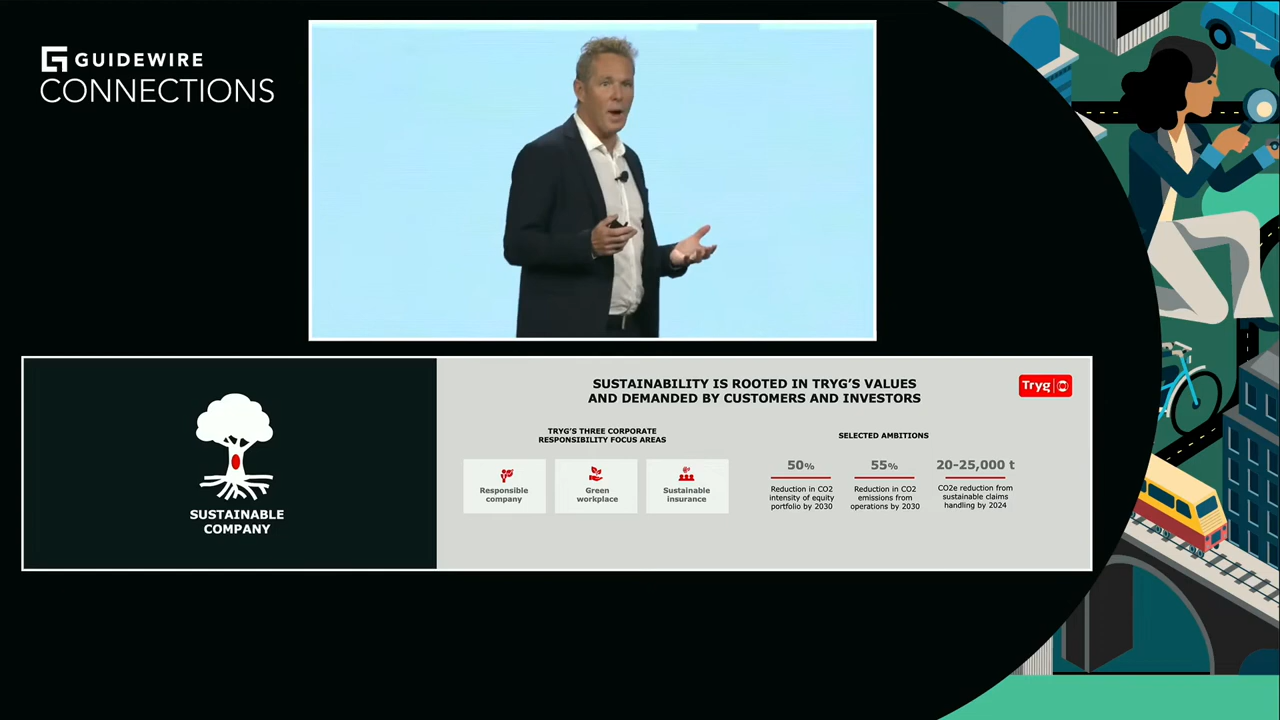 GUIDEWIRE
CONNECTIONS
SUSTAINABLE
COMPANY
SUSTAINABILITY IS ROOTED IN TRYG'S VALUES
AND DEMANDED BY CUSTOMERS AND INVESTORS
Tryg
TRYG'S THREE CORPORATE
RESPONSIBILITY FOCUS AREAS
Responsible
company
Green
workplace
Sustainable
insurance
SELECTED AMBITIONS
50%
Reduction in CO2
intensity of equity
portfolio by 2030
55%
Reduction in CO2
emissions from
operations by 2030
20-25,000 t
CO2e reduction from
sustainable claims
handling by 2024